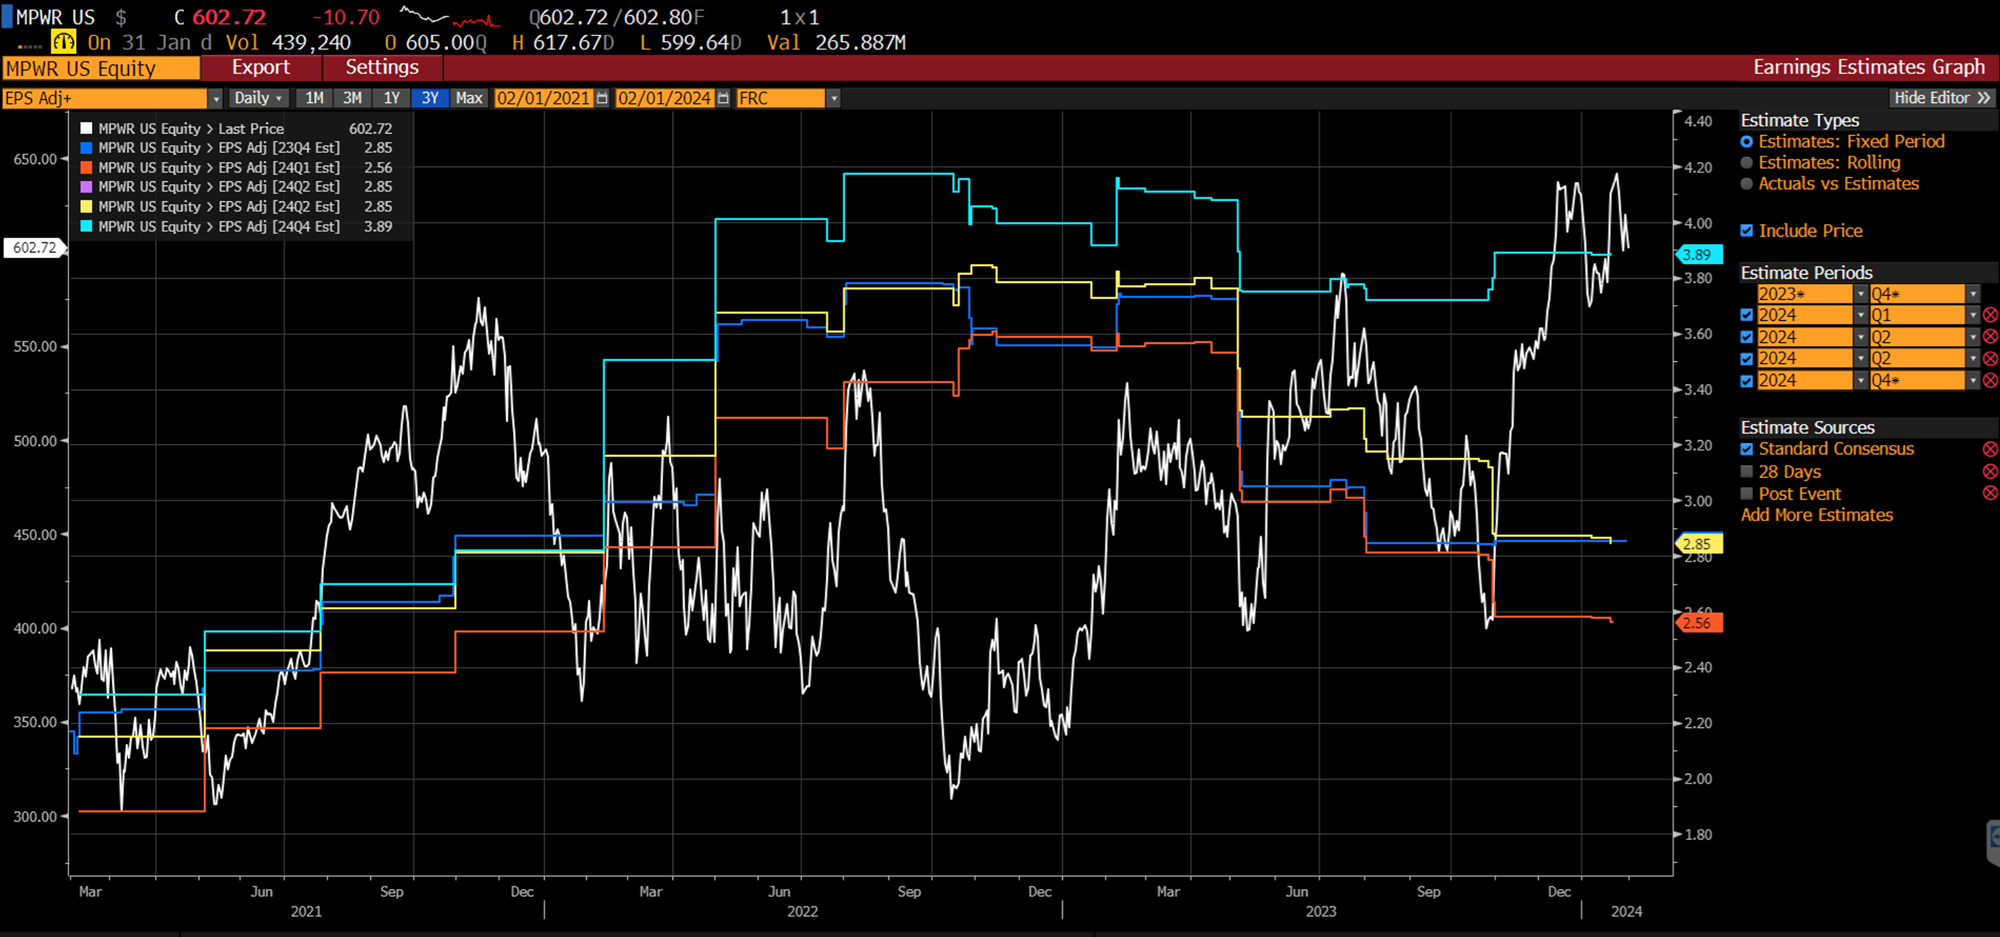 MPWR US $ C 602.72 -10.70 Q602.72/602.80F 1x1
On 31 Jan d Vol 439,240 O 605.00Q H 617.67D L 599.64D Val 265.887M
MPWR US Equity Export Settings Earnings Estimates Graph
EPS Adj+ Daily 1M 3M 1Y 3Y Max 02/01/2021 02/01/2024 FRC Hide Editor »
MPWR US Equity > Last Price 602.72
MPWR US Equity > EPS Adj [23Q4 Est] 2.85
MPWR US Equity > EPS Adj [24Q1 Est] 2.56
MPWR US Equity > EPS Adj [24Q2 Est] 2.85
MPWR US Equity > EPS Adj [24Q2 Est] 2.85
MPWR US Equity > EPS Adj [24Q4 Est] 3.89
650.00
602.72
550.00
500.00
450.00
400.00
350.00
300.00
4.40
4.20
4.00
3.89
3.80
3.60
3.40
3.20
3.00
2.85
2.80
2.60
2.56
2.40
2.20
2.00
1.80
Mar Jun Sep Dec Mar Jun Sep Dec Mar Jun Sep Dec
2021 2022 2023 2024
Estimate Types
Estimates: Fixed Period
Estimates: Rolling
Actuals vs Estimates
Include Price
Estimate Periods
2023* Q4*
2024 Q1
2024 Q2
2024 Q2
2024 Q4*
Estimate Sources
Standard Consensus
28 Days
Post Event
Add More Estimates